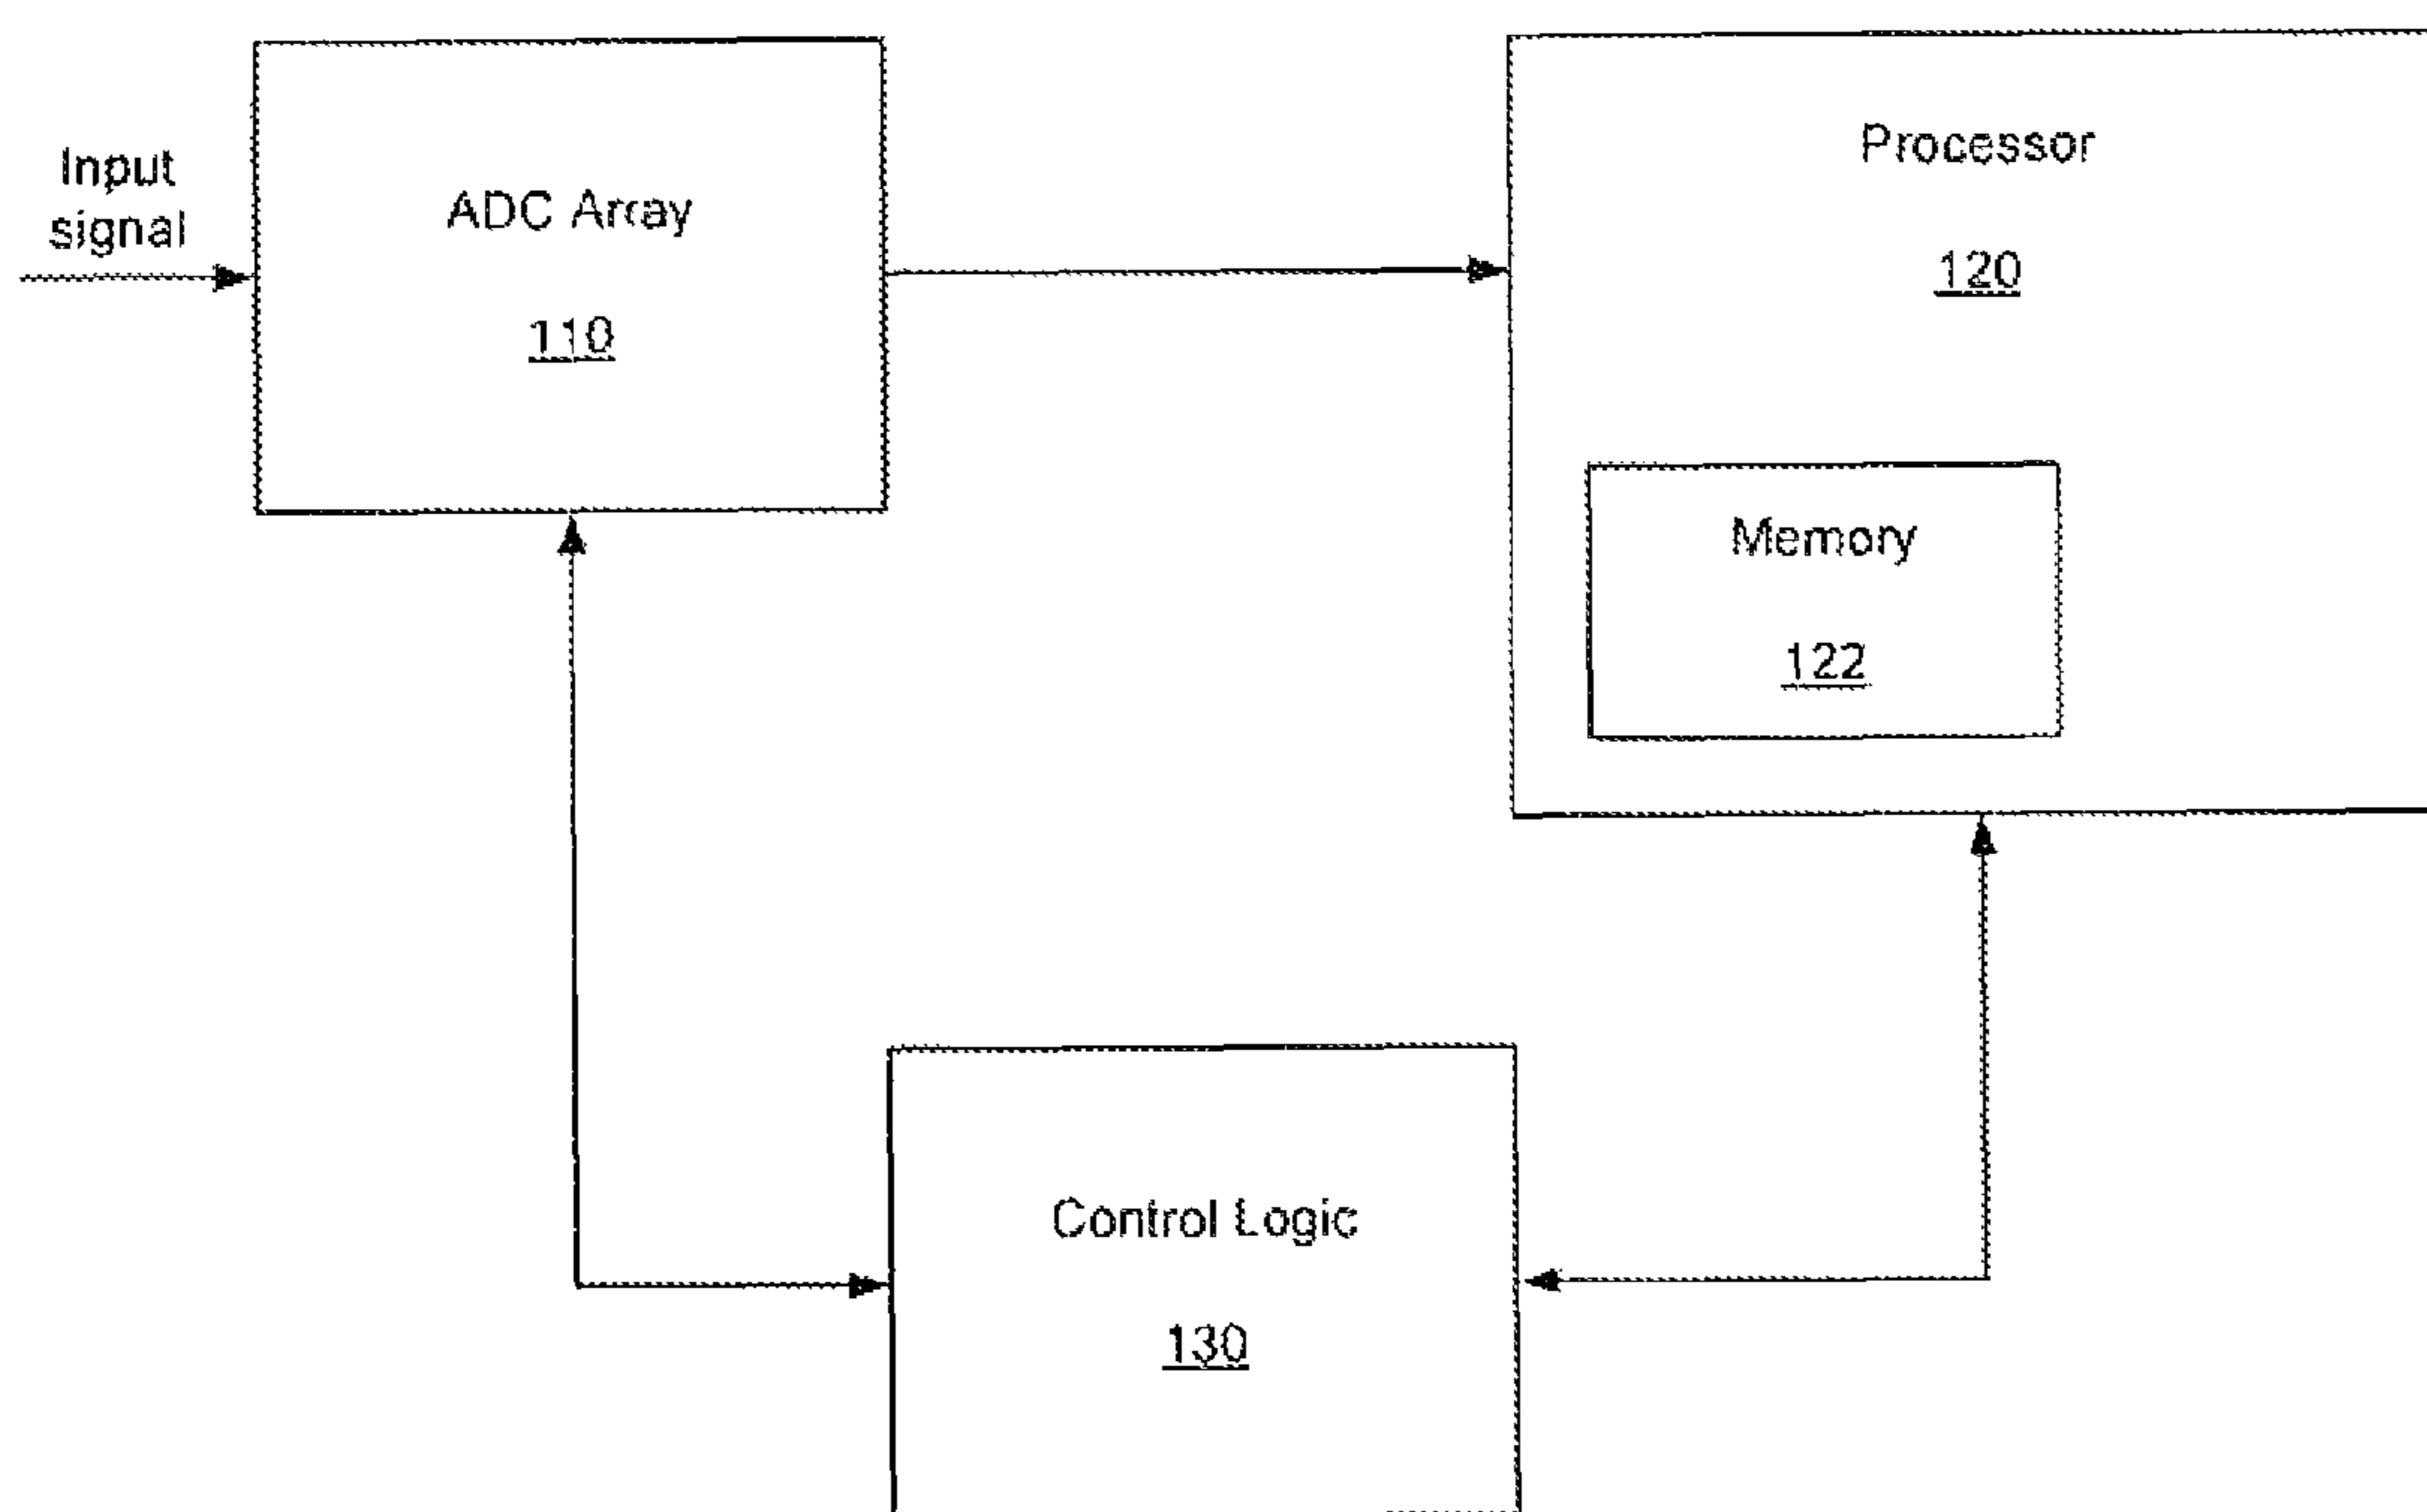 Input
signal
ADC Array
110
Processor
120
Memory
122
Control Logic
130